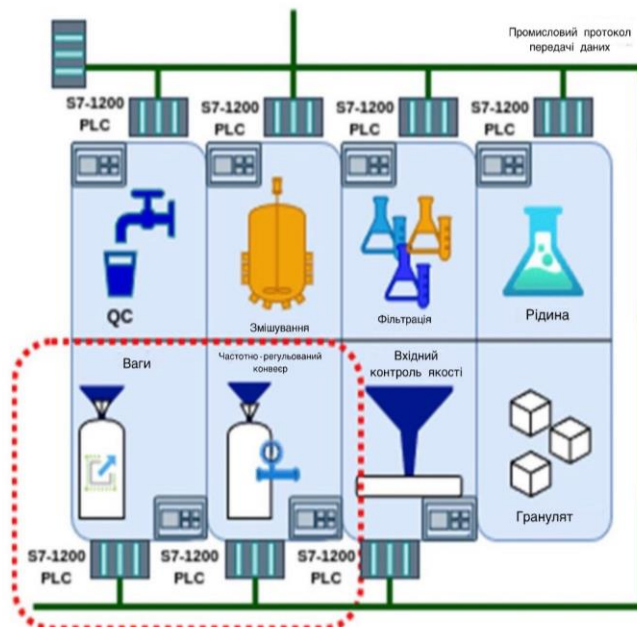 Промисловий протокол
передачі даних
S7-1200
PLC
S7-1200
PLC
S7-1200
PLC
S7-1200
PLC
QC
Змішування
Фільтрація
Рідина
Ваги
Частотно-регульований
конвеєр
Вхідний
контроль якості
Гранулят
S7-1200
PLC
S7-1200
PLC
S7-1200
PLC